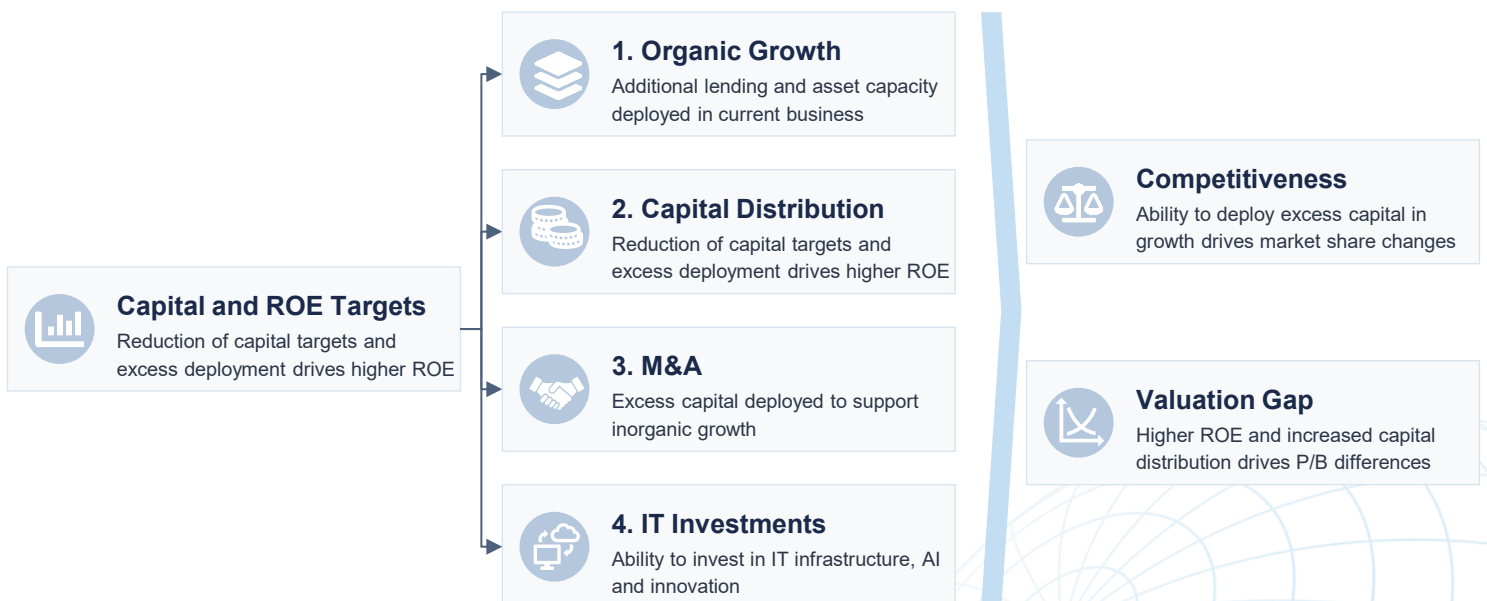 Capital and ROE Targets
Reduction of capital targets and
excess deployment drives higher ROE
1. Organic Growth
Additional lending and asset capacity
deployed in current business
2. Capital Distribution
Reduction of capital targets and
excess deployment drives higher ROE
3. M&A
Excess capital deployed to support
inorganic growth
4. IT Investments
Ability to invest in IT infrastructure, AI
and innovation
Competitiveness
Ability to deploy excess capital in
growth drives market share changes
Valuation Gap
Higher ROE and increased capital
distribution drives P/B differences